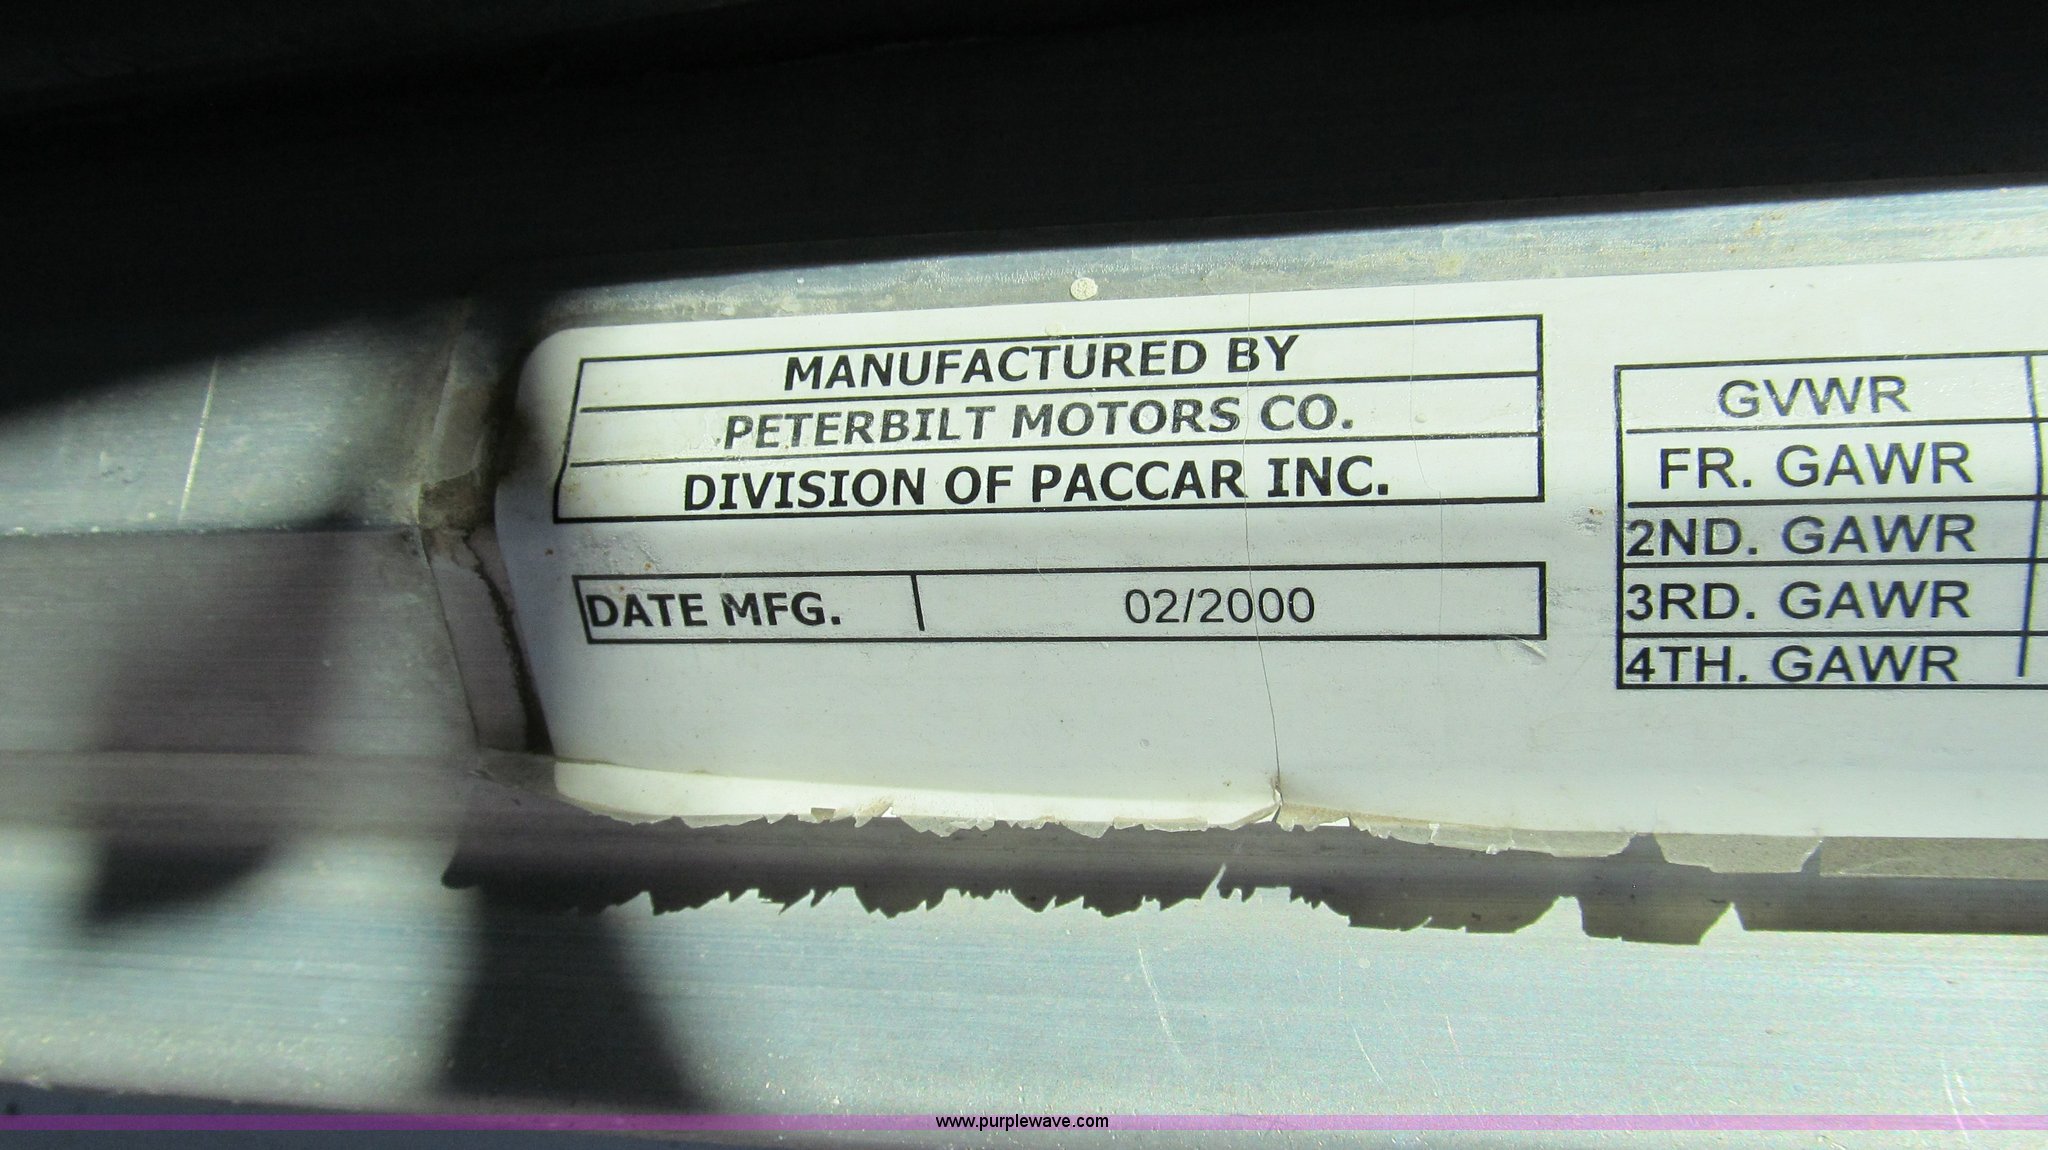 MANUFACTURED BY
PETERBILT MOTORS CO.
DIVISION OF PACCAR INC.
DATE MFG. 02/2000
GVWR
FR. GAWR
2ND. GAWR
3RD. GAWR
4TH. GAWR
www.purplewave.com